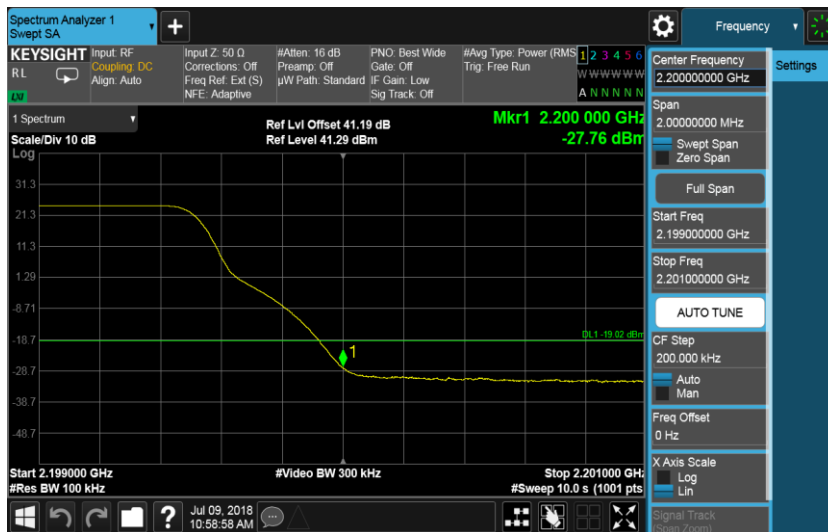 Spectrum Analyzer 1
Swept SA
Frequency
KEYSIGHT
RL
LXI
Input: RF
Coupling: DC
Align: Auto
Input Z: 50 Ω
Corrections: Off
Freq Ref: Ext (S)
NFE: Adaptive
#Atten: 16 dB
Preamp: Off
µW Path: Standard
PNO: Best Wide
Gate: Off
IF Gain: Low
Sig Track: Off
#Avg Type: Power (RMS
Trig: Free Run
1 2 3 4 5 6
W W W W W W
A N N N N N
1 Spectrum
Scale/Div 10 dB
Log
Ref Lvl Offset 41.19 dB
Ref Level 41.29 dBm
Mkr1 2.200 000 GHz
-27.76 dBm
31.3
21.3
11.3
1.29
-8.71
-18.7
-28.7
-38.7
-48.7
DL1 -19.02 dBm
1
Start 2.199000 GHz
#Res BW 100 kHz
#Video BW 300 kHz
Stop 2.201000 GHz
#Sweep 10.0 s (1001 pts)
Jul 09, 2018
10:58:58 AM
Center Frequency
2.200000000 GHz
Settings
Span
2.00000000 MHz
Swept Span
Zero Span
Full Span
Start Freq
2.199000000 GHz
Stop Freq
2.201000000 GHz
AUTO TUNE
CF Step
200.000 kHz
Auto
Man
Freq Offset
0 Hz
X Axis Scale
Log
Lin
Signal Track
(Span Zoom)